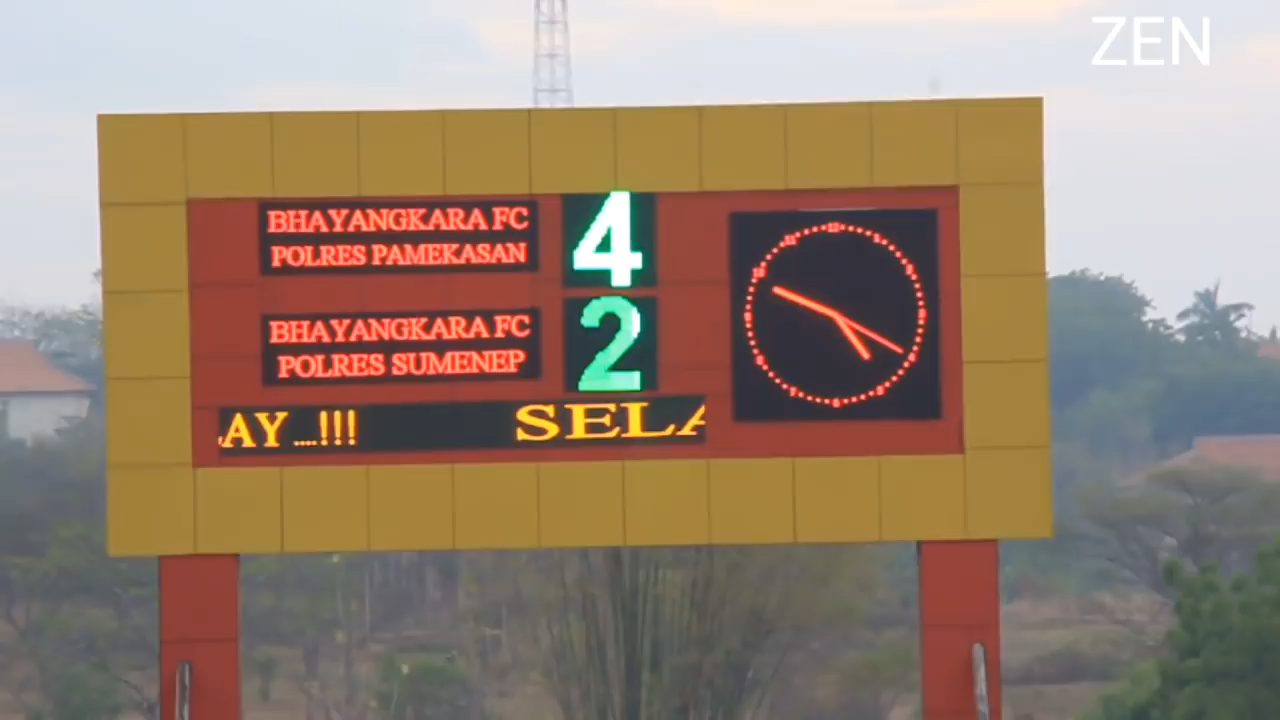 ZEN
BHAYANGKARA FC
POLRES PAMEKASAN
4
BHAYANGKARA FC
POLRES SUMENEP
2
AY ....!!! SELA